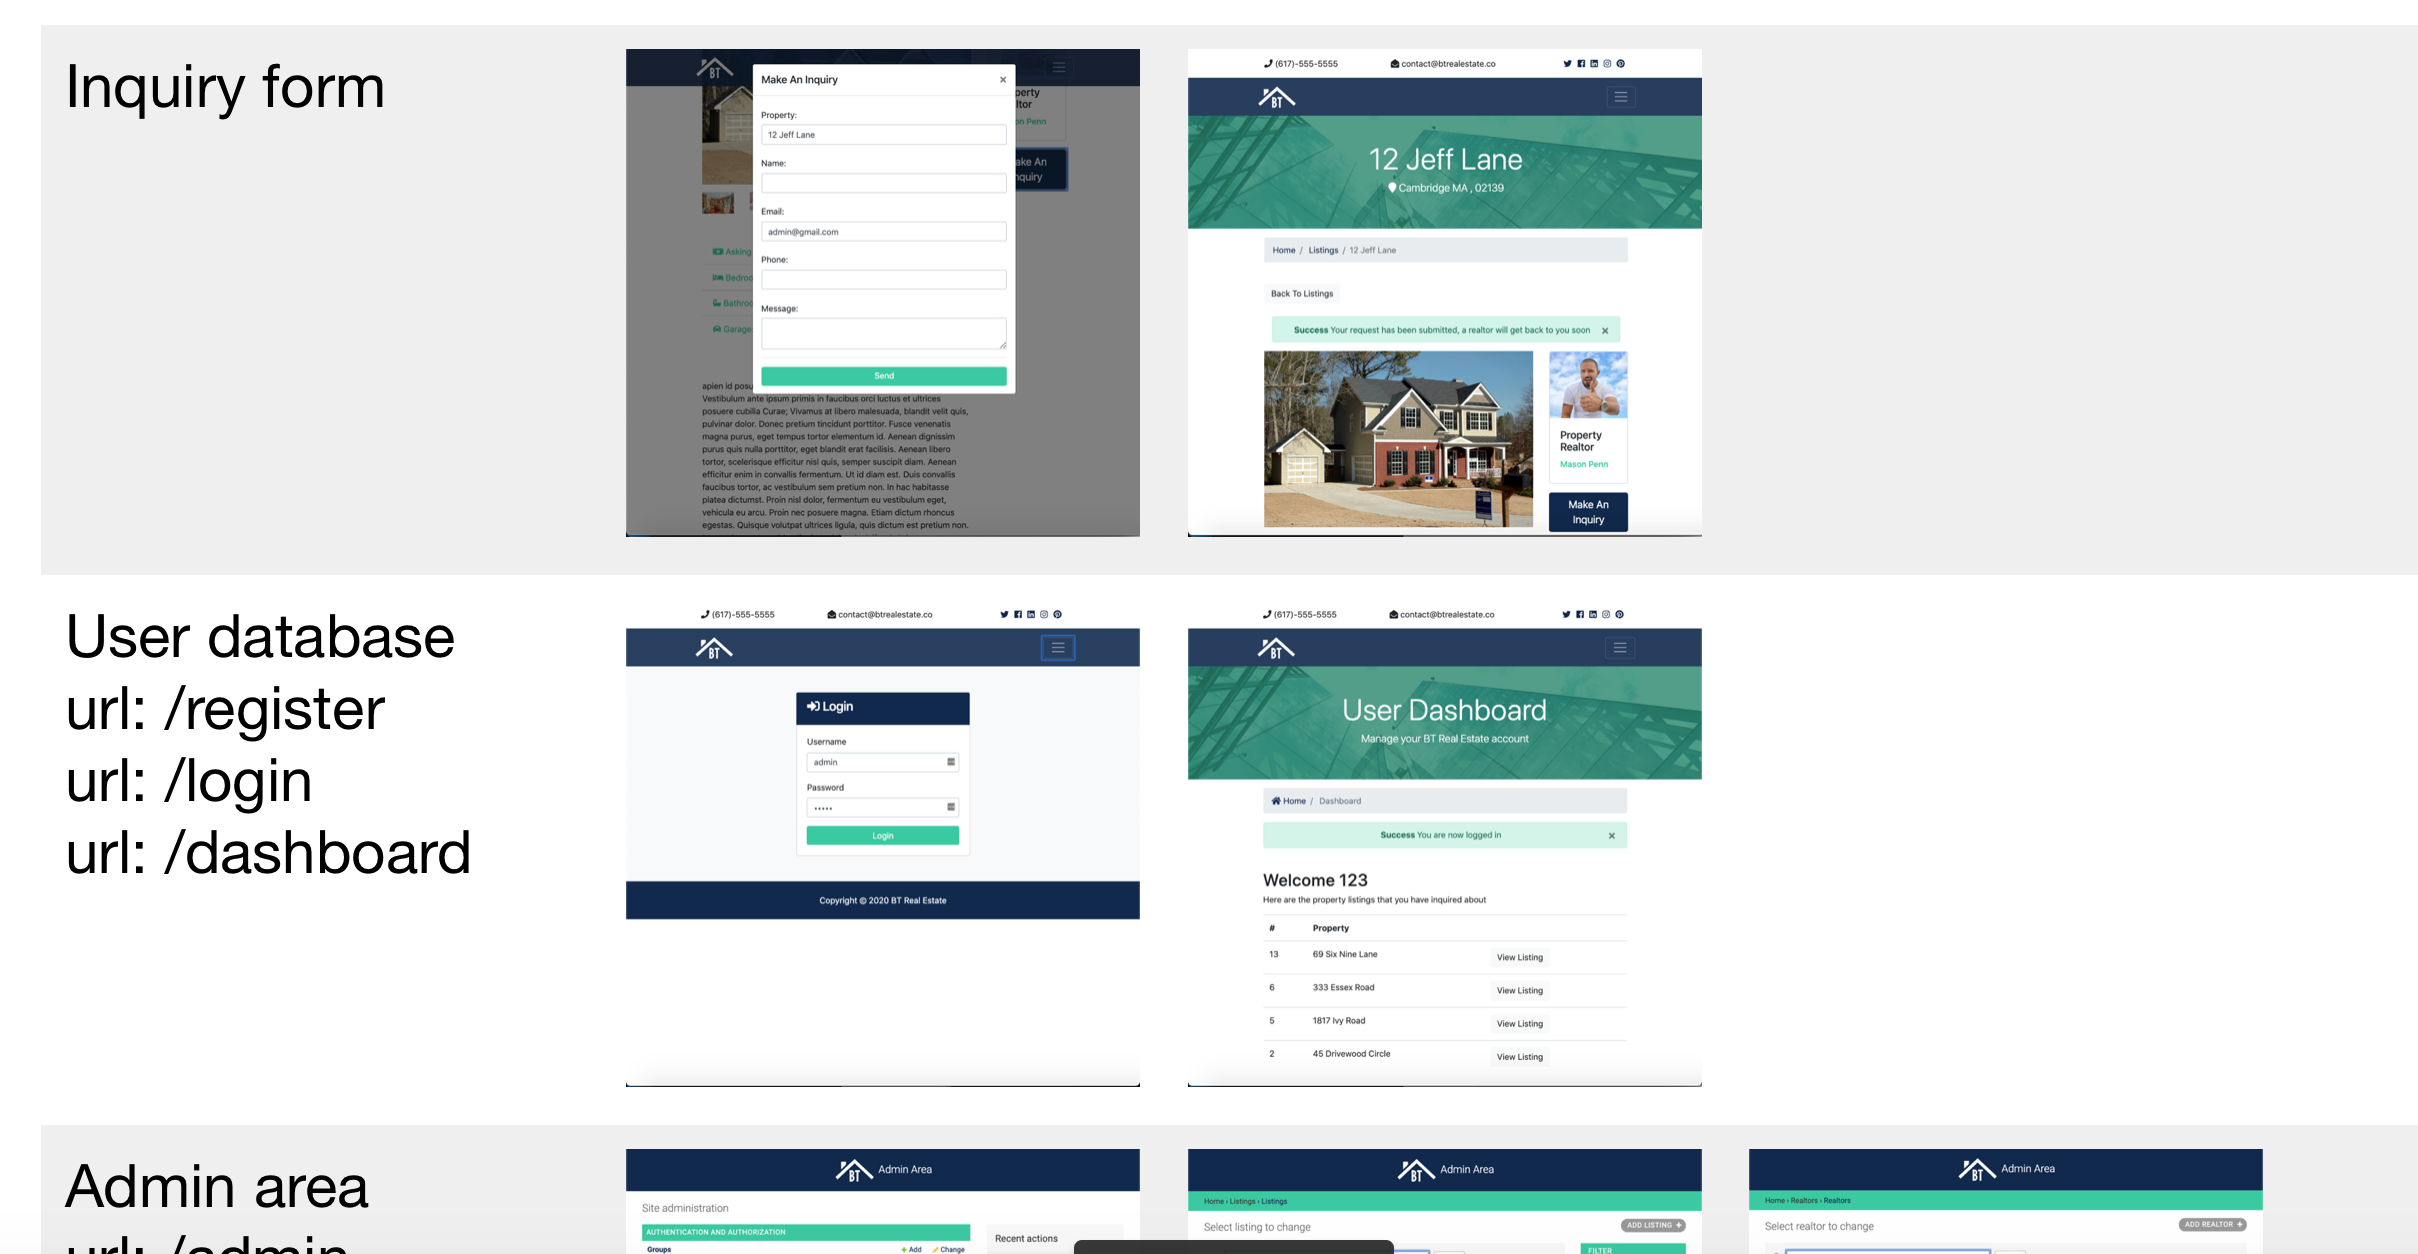 Inquiry form
BT
Make An Inquiry ×
Property:
12 Jeff Lane
Name:
Email:
admin@gmail.com
Phone:
Message:
Send
perty
ltor
on Penn
ake An
nquiry
Asking
Bedroo
Bathroo
Garage
apien id posu
Vestibulum ante ipsum primis in faucibus orci luctus et ultrices
posuere cubilia Curae; Vivamus at libero malesuada, blandit velit quis,
pulvinar dolor. Donec pretium tincidunt porttitor. Fusce venenatis
magna purus, eget tempus tortor elementum id. Aenean dignissim
purus quis nulla porttitor, eget blandit erat facilisis. Aenean libero
tortor, scelerisque efficitur nisl quis, semper suscipit diam. Aenean
efficitur enim in convallis fermentum. Ut id diam est. Duis convallis
faucibus tortor, ac vestibulum sem pretium non. In hac habitasse
platea dictumst. Proin nisl dolor, fermentum eu vestibulum eget,
vehicula eu arcu. Proin nec posuere magna. Etiam dictum rhoncus
egestas. Quisque volutpat ultrices ligula, quis dictum est pretium non.
(617)-555-5555 contact@btrealestate.co
BT
12 Jeff Lane
Cambridge MA , 02139
Home / Listings / 12 Jeff Lane
Back To Listings
Success Your request has been submitted, a realtor will get back to you soon ×
Property
Realtor
Mason Penn
Make An
Inquiry
User database
url: /register
url: /login
url: /dashboard
(617)-555-5555 contact@btrealestate.co
BT
Login
Username
admin
Password
•••••
Login
Copyright © 2020 BT Real Estate
(617)-555-5555 contact@btrealestate.co
BT
User Dashboard
Manage your BT Real Estate account
Home / Dashboard
Success You are now logged in ×
Welcome 123
Here are the property listings that you have inquired about
# Property
13 69 Six Nine Lane View Listing
6 333 Essex Road View Listing
5 1817 Ivy Road View Listing
2 45 Drivewood Circle View Listing
Admin area
url: /admin
BT Admin Area
Site administration
AUTHENTICATION AND AUTHORIZATION
Groups + Add Change
Recent actions
BT Admin Area
Home › Listings › Listings
Select listing to change ADD LISTING +
FILTER
BT Admin Area
Home › Realtors › Realtors
Select realtor to change ADD REALTOR +